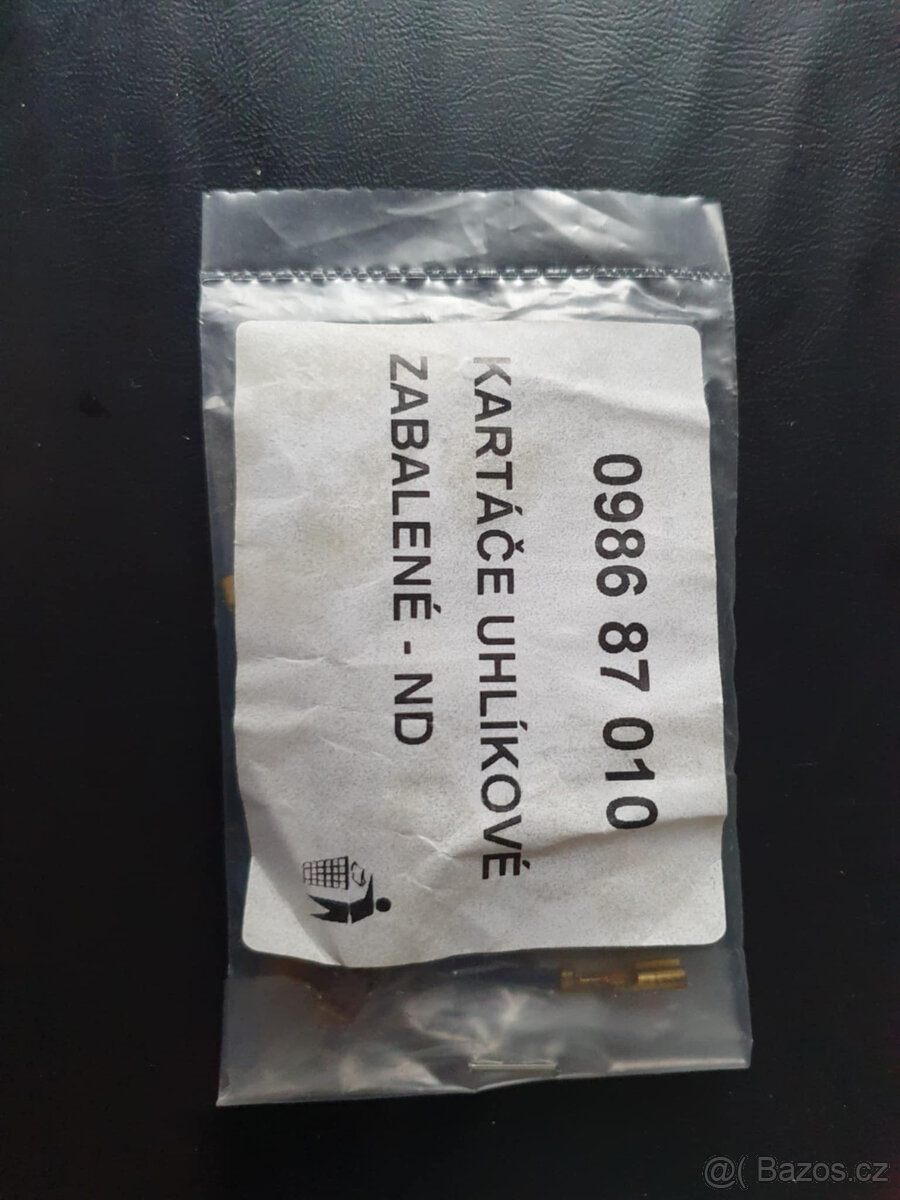 0986 87 010
KARTÁČE UHLÍKOVÉ
ZABALENÉ - ND
@( Bazos.cz